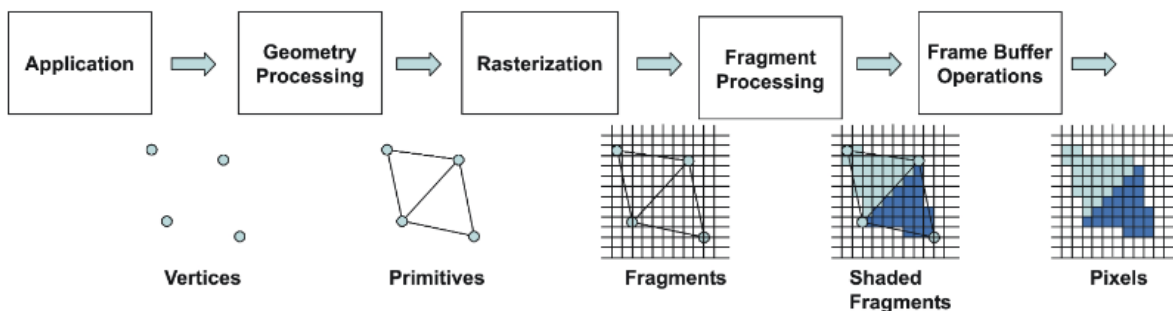 Application
Geometry
Processing
Rasterization
Fragment
Processing
Frame Buffer
Operations
Vertices
Primitives
Fragments
Shaded
Fragments
Pixels